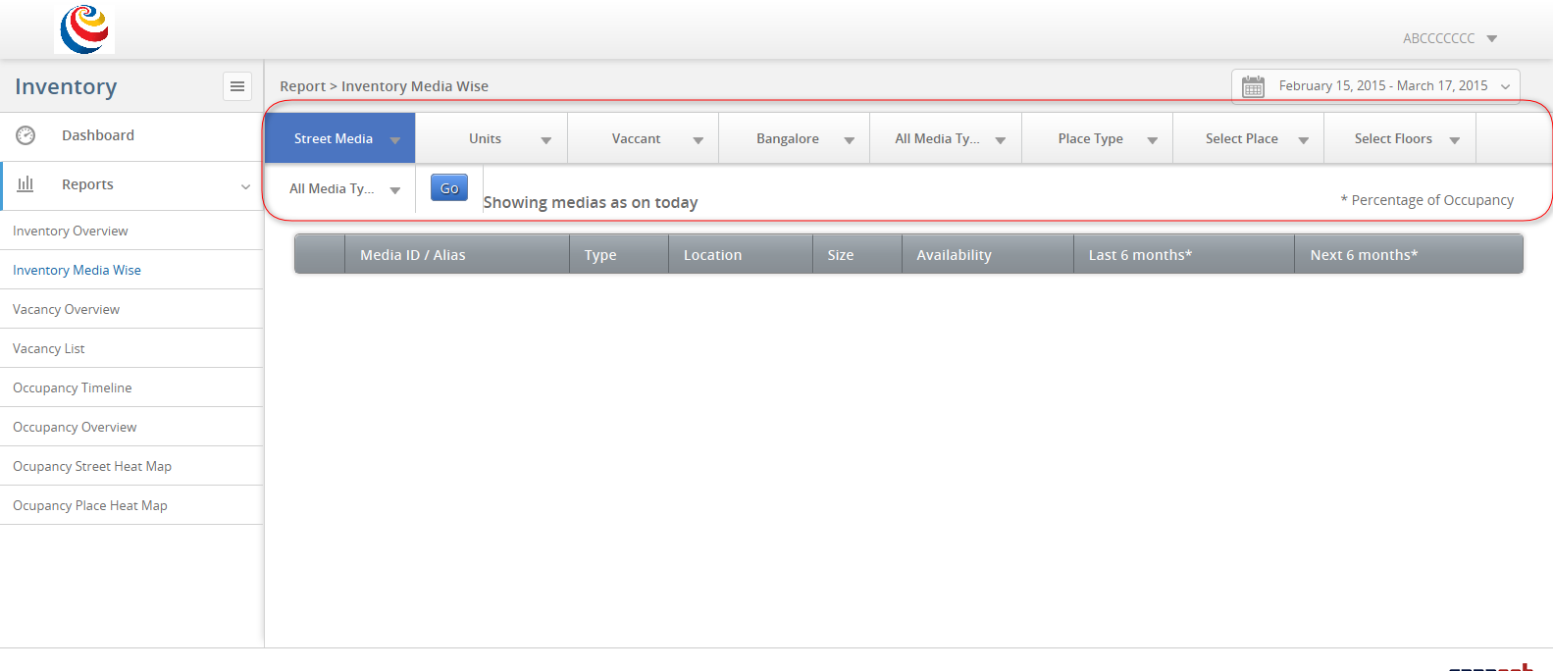 ABCCCCCCC
Inventory
Report > Inventory Media Wise
February 15, 2015 - March 17, 2015
Dashboard
Street Media
Units
Vaccant
Bangalore
All Media Ty...
Place Type
Select Place
Select Floors
Reports
All Media Ty...
Go
Showing medias as on today
* Percentage of Occupancy
Inventory Overview
Inventory Media Wise
Vacancy Overview
Vacancy List
Occupancy Timeline
Occupancy Overview
Ocupancy Street Heat Map
Ocupancy Place Heat Map
Media ID / Alias
Type
Location
Size
Availability
Last 6 months*
Next 6 months*